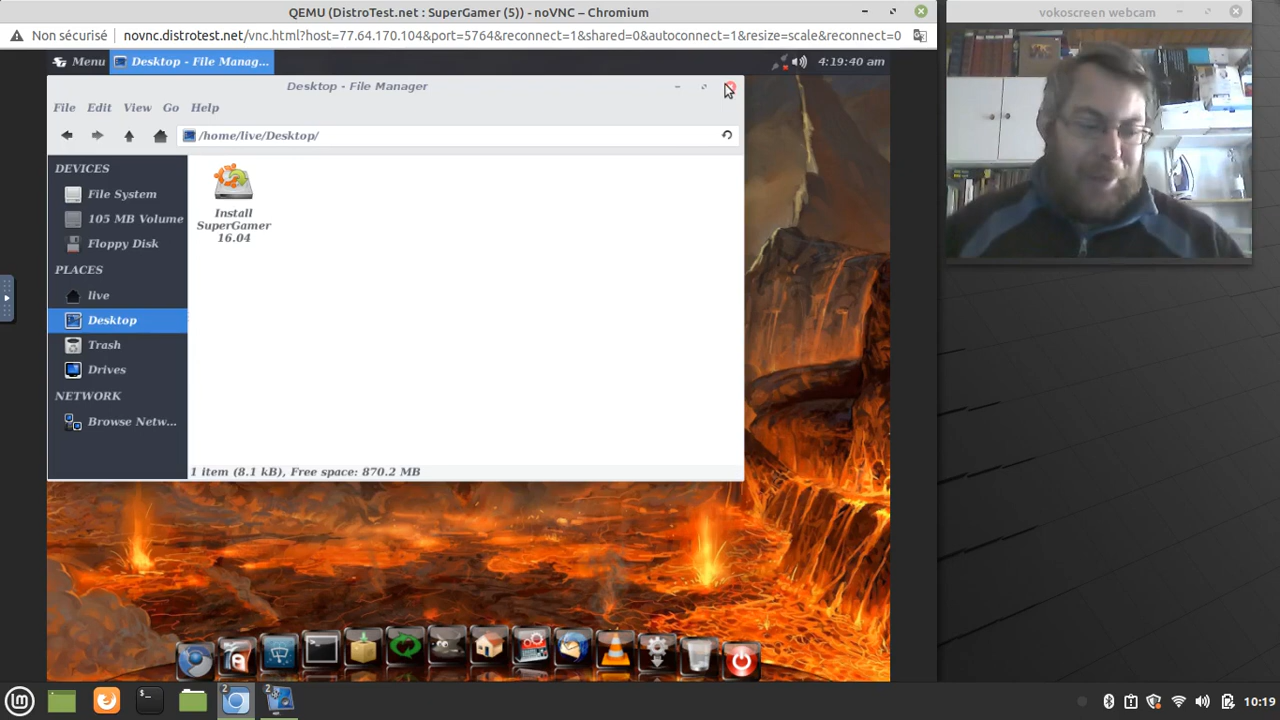 QEMU (DistroTest.net : SuperGamer (5)) - noVNC – Chromium
vokoscreen webcam
Non sécurisé
novnc.distrotest.net/vnc.html?host=77.64.170.104&port=5764&reconnect=1&shared=0&autoconnect=1&resize=scale&reconnect=0
Menu
Desktop - File Manag...
4:19:40 am
Desktop - File Manager
File Edit View Go Help
/home/live/Desktop/
DEVICES
File System
105 MB Volume
Floppy Disk
PLACES
live
Desktop
Trash
Drives
NETWORK
Browse Netw...
Install
SuperGamer
16.04
1 item (8.1 kB), Free space: 870.2 MB
2
2
10:19